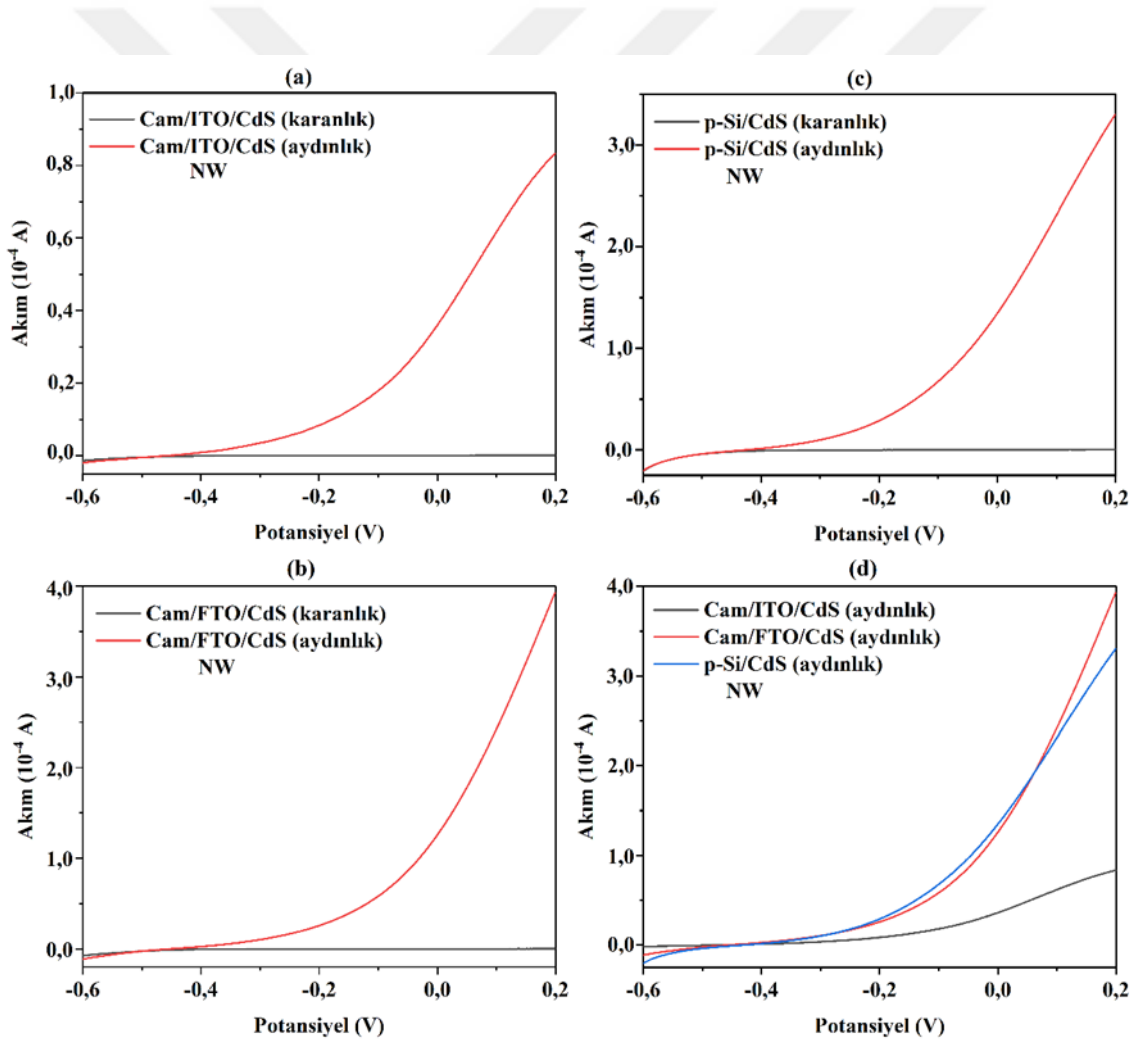 (a)
1,0
0,8
0,6
0,4
0,2
0,0
Akım (10⁻⁴ A)
Cam/ITO/CdS (karanlık)
Cam/ITO/CdS (aydınlık)
NW
-0,6
-0,4
-0,2
0,0
0,2
Potansiyel (V)
(c)
3,0
2,0
1,0
0,0
Akım (10⁻⁴ A)
p-Si/CdS (karanlık)
p-Si/CdS (aydınlık)
NW
-0,6
-0,4
-0,2
0,0
0,2
Potansiyel (V)
(b)
4,0
3,0
2,0
1,0
0,0
Akım (10⁻⁴ A)
Cam/FTO/CdS (karanlık)
Cam/FTO/CdS (aydınlık)
NW
-0,6
-0,4
-0,2
0,0
0,2
Potansiyel (V)
(d)
4,0
3,0
2,0
1,0
0,0
Akım (10⁻⁴ A)
Cam/ITO/CdS (aydınlık)
Cam/FTO/CdS (aydınlık)
p-Si/CdS (aydınlık)
NW
-0,6
-0,4
-0,2
0,0
0,2
Potansiyel (V)